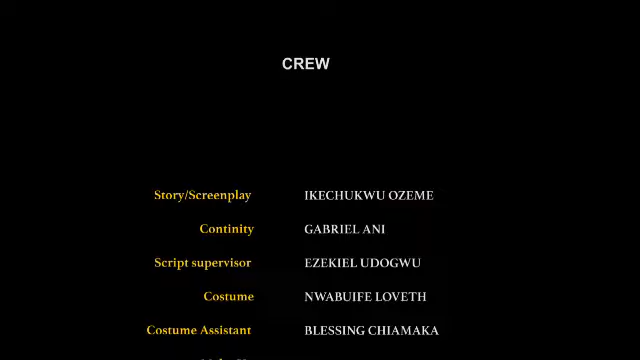 CREW
Story/Screenplay IKECHUKWU OZEME
Continity GABRIEL ANI
Script supervisor EZEKIEL UDOGWU
Costume NWABUIFE LOVETH
Costume Assistant BLESSING CHIAMAKA